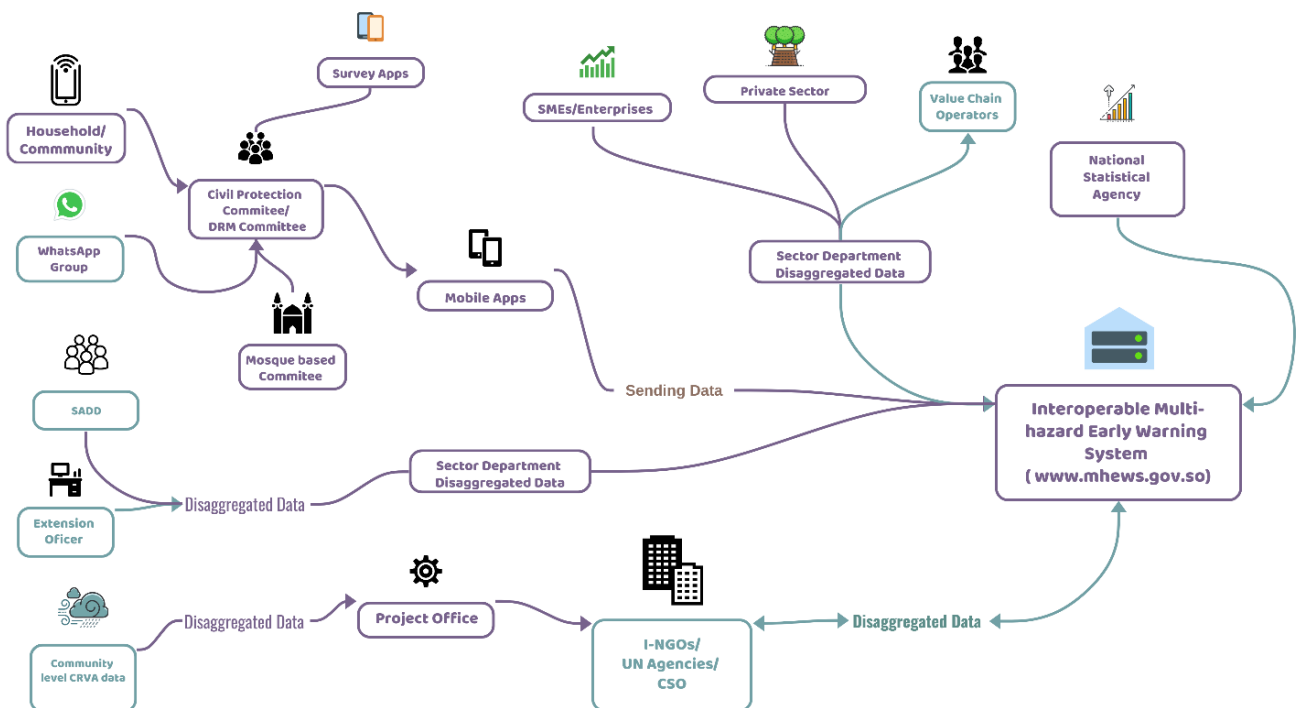 Survey Apps
SMEs/Enterprises
Private Sector
Value Chain
Operators
Household/
Commmunity
National
Statistical
Agency
Civil Protection
Commitee/
DRM Committee
WhatsApp
Group
Sector Department
Disaggregated Data
Mobile Apps
Mosque based
Commitee
Sending Data
SADD
Interoperable Multi-
hazard Early Warning
System
( www.mhews.gov.so)
Sector Department
Disaggregated Data
Disaggregated Data
Extension
Oficer
Disaggregated Data
Project Office
I-NGOs/
UN Agencies/
CSO
Disaggregated Data
Community
level CRVA data